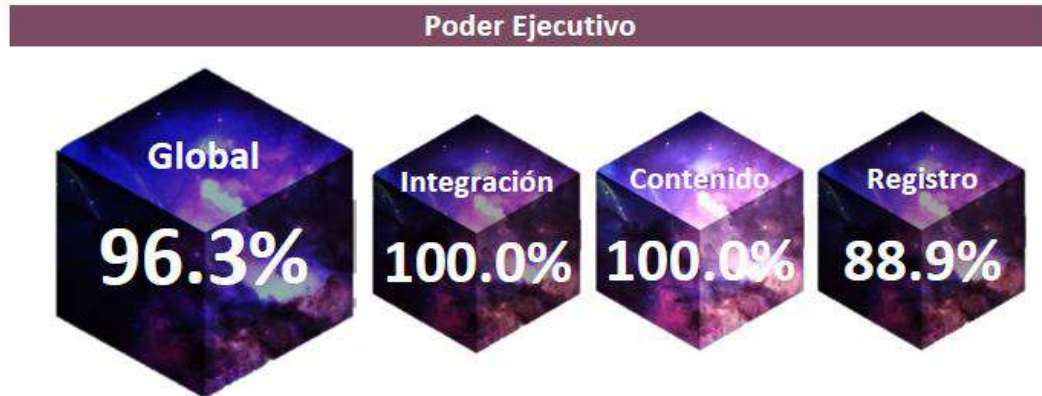 Poder Ejecutivo
Global
96.3%
Integración
100.0%
Contenido
100.0%
Registro
88.9%